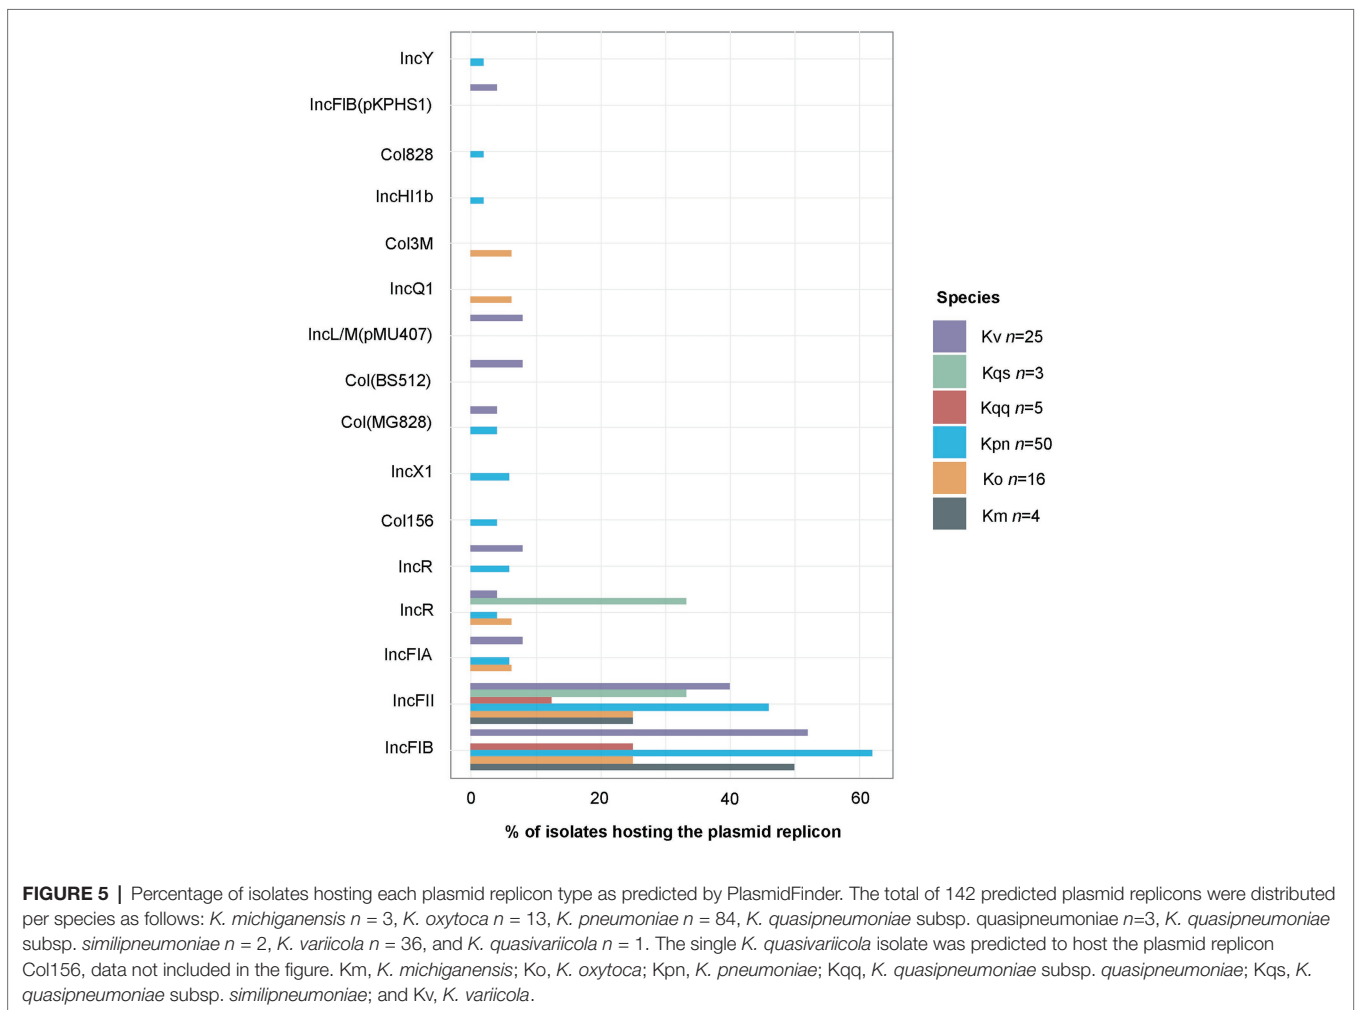 IncY
IncFIB(pKPHS1)
Col828
IncHI1b
Col3M
IncQ1
IncL/M(pMU407)
Col(BS512)
Col(MG828)
IncX1
Col156
IncR
IncR
IncFIA
IncFII
IncFIB
0 20 40 60
% of isolates hosting the plasmid replicon
Species
Kv n=25
Kqs n=3
Kqq n=5
Kpn n=50
Ko n=16
Km n=4
FIGURE 5 | Percentage of isolates hosting each plasmid replicon type as predicted by PlasmidFinder. The total of 142 predicted plasmid replicons were distributed
per species as follows: K. michiganensis n = 3, K. oxytoca n = 13, K. pneumoniae n = 84, K. quasipneumoniae subsp. quasipneumoniae n=3, K. quasipneumoniae
subsp. similipneumoniae n = 2, K. variicola n = 36, and K. quasivariicola n = 1. The single K. quasivariicola isolate was predicted to host the plasmid replicon
Col156, data not included in the figure. Km, K. michiganensis; Ko, K. oxytoca; Kpn, K. pneumoniae; Kqq, K. quasipneumoniae subsp. quasipneumoniae; Kqs, K.
quasipneumoniae subsp. similipneumoniae; and Kv, K. variicola.